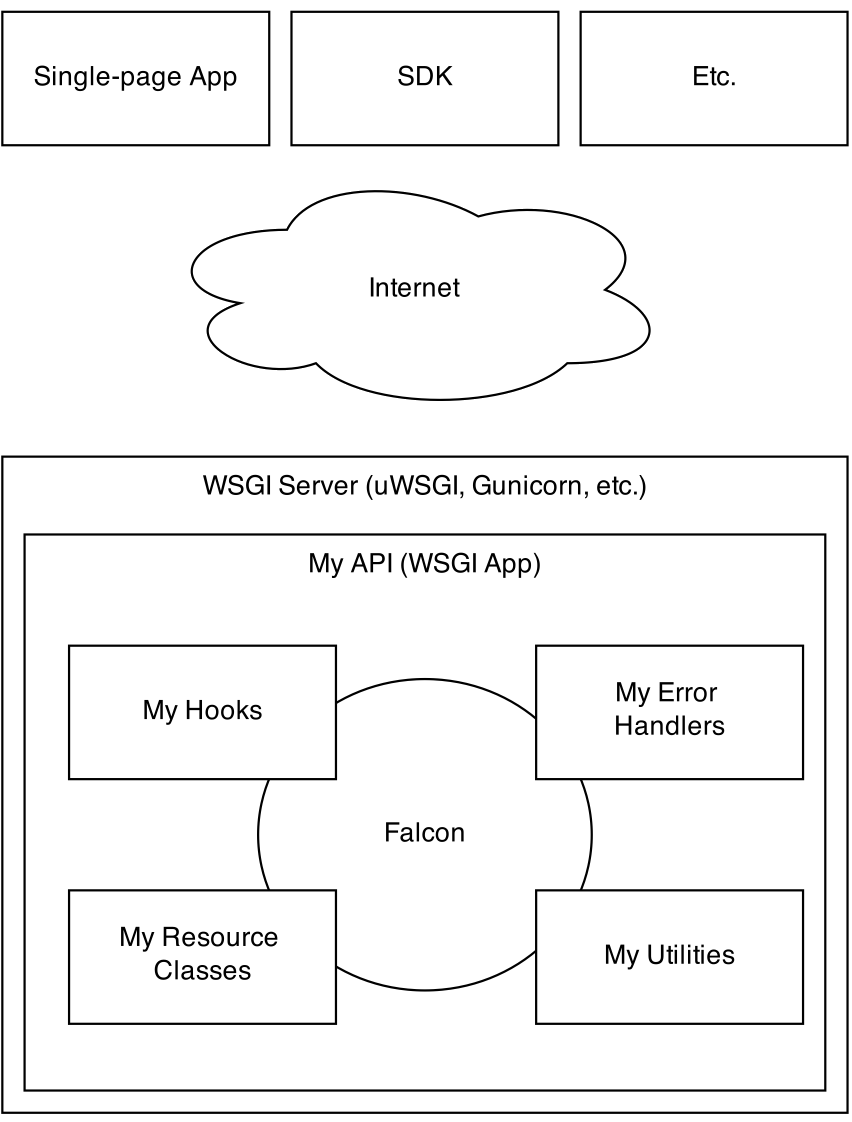 Single-page App
SDK
Etc.
Internet
WSGI Server (uWSGI, Gunicorn, etc.)
My API (WSGI App)
My Hooks
My Error
Handlers
Falcon
My Resource
Classes
My Utilities